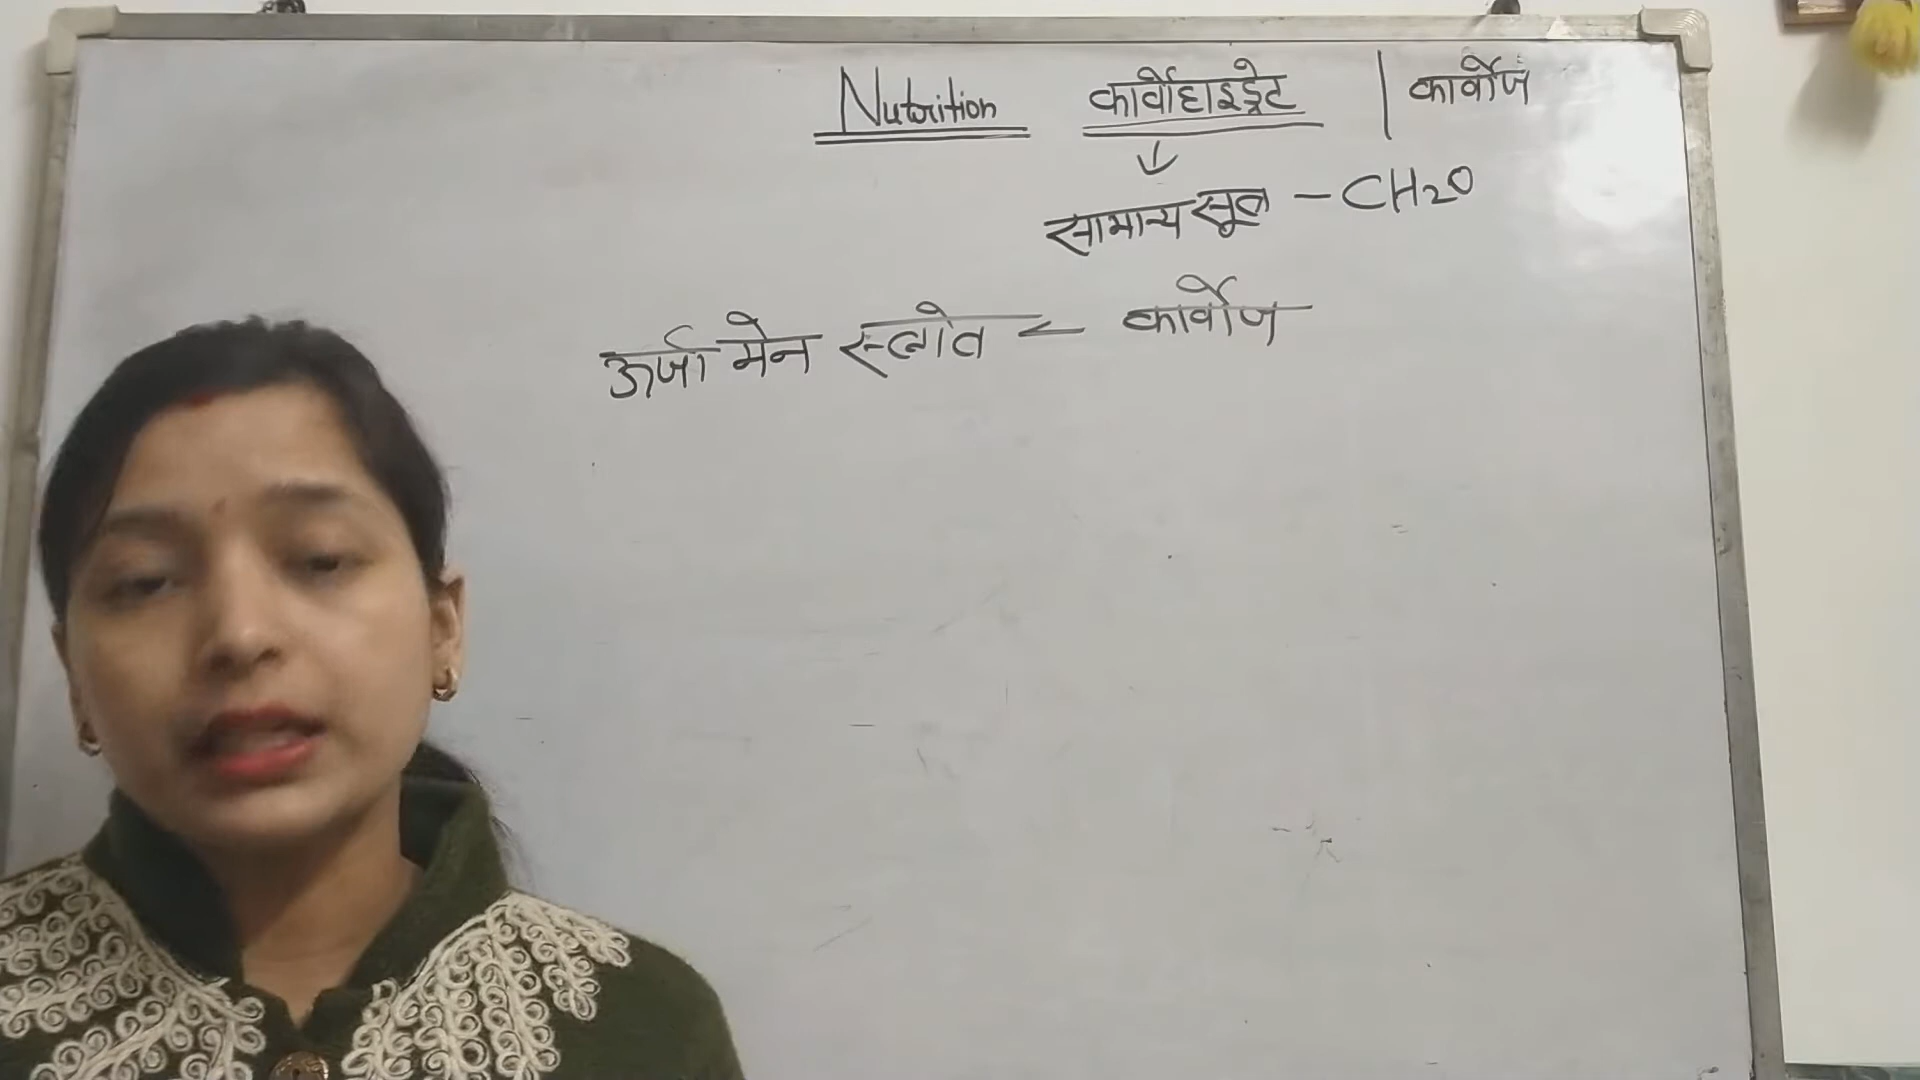 Nutrition कार्वोहाइड्रेट | कार्वोज
सामान्य सूत्र - CH₂O
ऊर्जा मेन स्त्रोत - कार्वोज